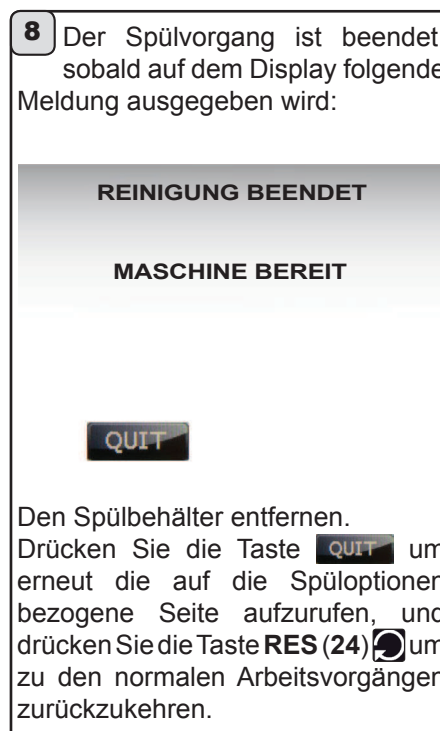 8 Der Spülvorgang ist beendet
sobald auf dem Display folgende
Meldung ausgegeben wird:
REINIGUNG BEENDET
MASCHINE BEREIT
QUIT
Den Spülbehälter entfernen.
Drücken Sie die Taste QUIT um
erneut die auf die Spüloptionen
bezogene Seite aufzurufen, und
drücken Sie die Taste RES (24) um
zu den normalen Arbeitsvorgängen
zurückzukehren.